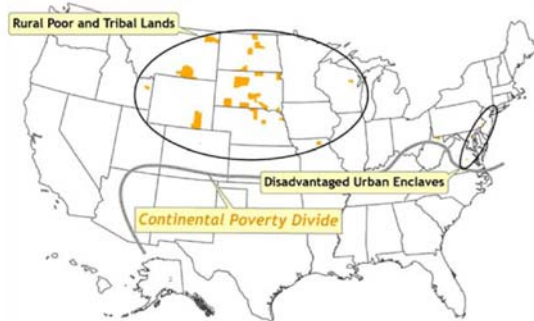 Rural Poor and Tribal Lands
Disadvantaged Urban Enclaves
Continental Poverty Divide